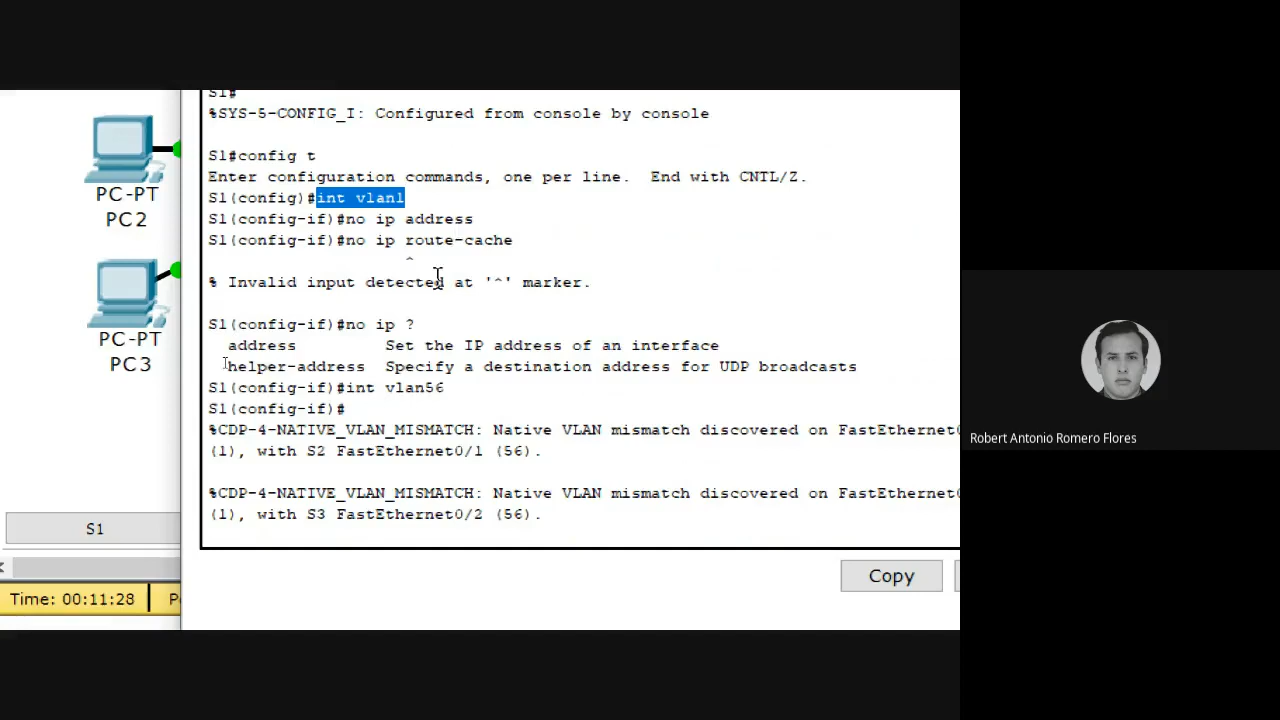 S1#
%SYS-5-CONFIG_I: Configured from console by console
S1#config t
Enter configuration commands, one per line.  End with CNTL/Z.
S1(config)#int vlan1
S1(config-if)#no ip address
S1(config-if)#no ip route-cache
^
% Invalid input detected at '^' marker.
S1(config-if)#no ip ?
address         Set the IP address of an interface
helper-address  Specify a destination address for UDP broadcasts
S1(config-if)#int vlan56
S1(config-if)#
%CDP-4-NATIVE_VLAN_MISMATCH: Native VLAN mismatch discovered on FastEthernet0
(1), with S2 FastEthernet0/1 (56).
%CDP-4-NATIVE_VLAN_MISMATCH: Native VLAN mismatch discovered on FastEthernet0
(1), with S3 FastEthernet0/2 (56).
Copy
PC-PT
PC2
PC-PT
PC3
S1
Time: 00:11:28
Robert Antonio Romero Flores